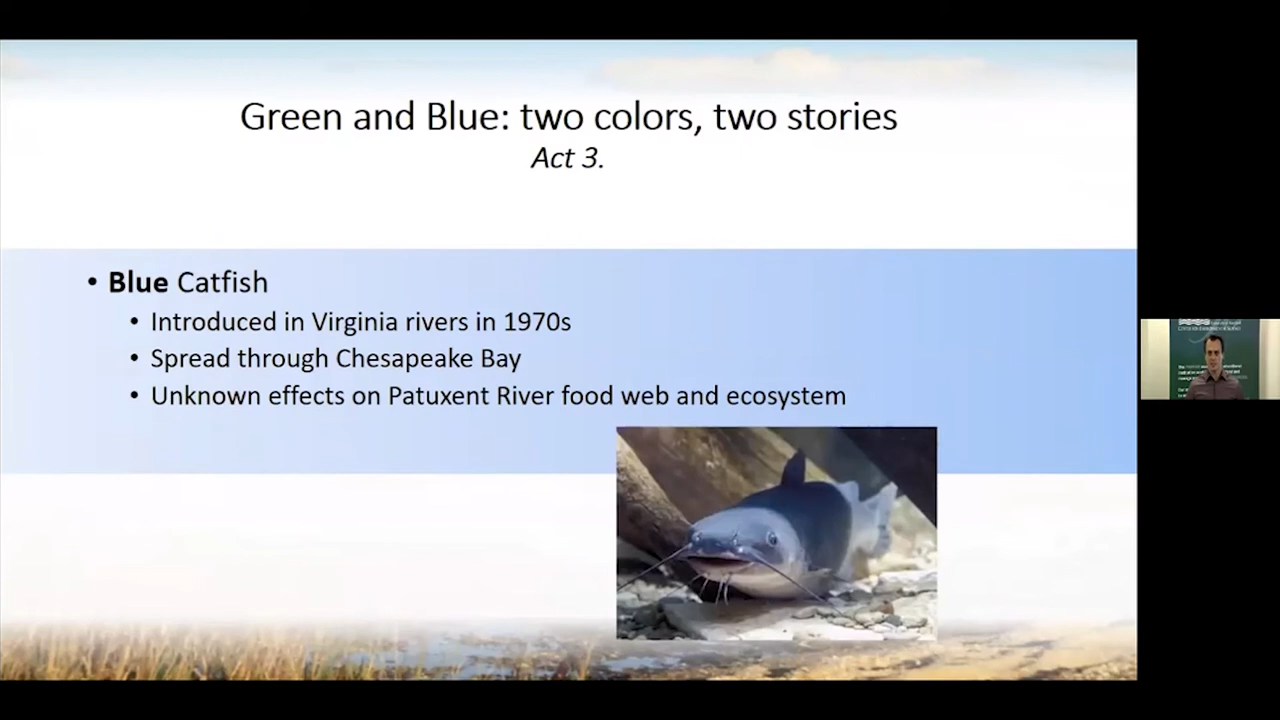 Green and Blue: two colors, two stories
Act 3.
• Blue Catfish
• Introduced in Virginia rivers in 1970s
• Spread through Chesapeake Bay
• Unknown effects on Patuxent River food web and ecosystem